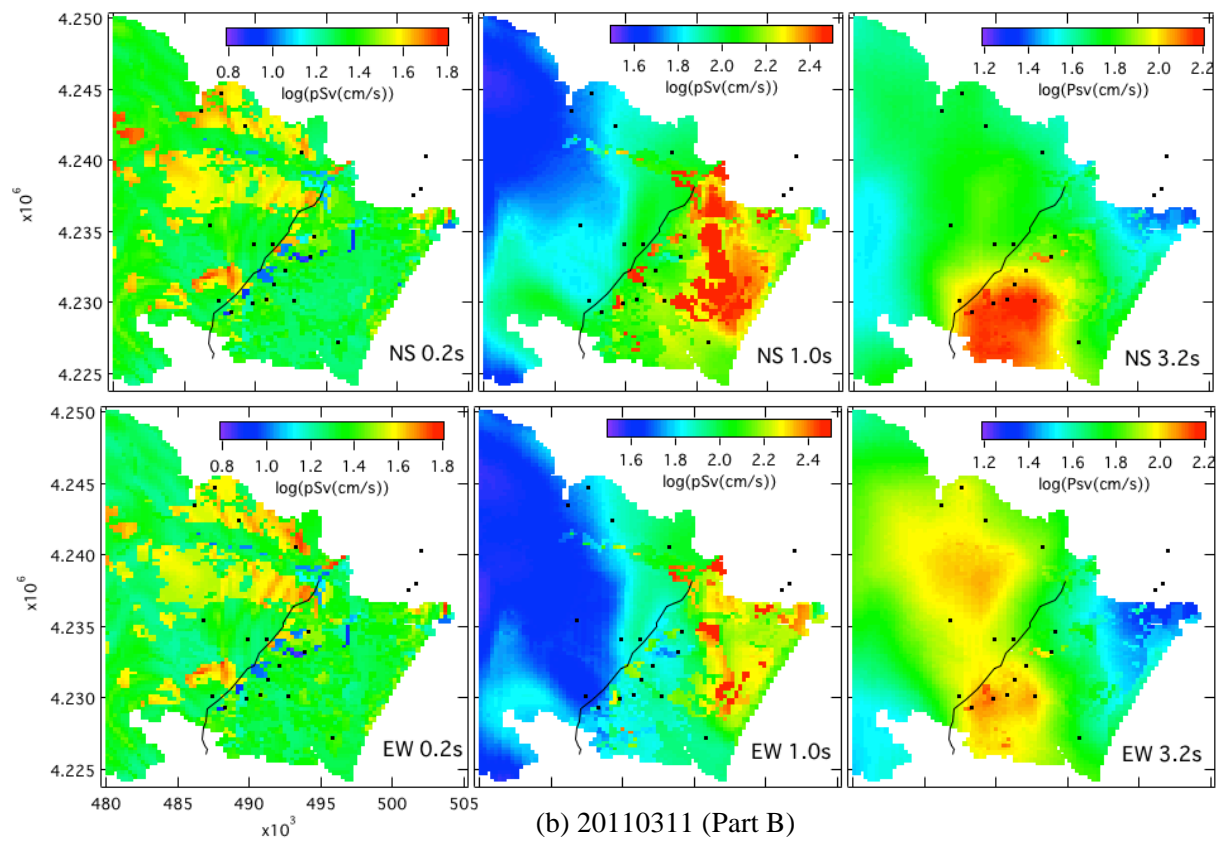 4.250
4.245
4.240
4.235
4.230
4.225
x10⁶
0.8 1.0 1.2 1.4 1.6 1.8
log(pSv(cm/s))
NS 0.2s
1.6 1.8 2.0 2.2 2.4
log(pSv(cm/s))
NS 1.0s
1.2 1.4 1.6 1.8 2.0 2.2
log(Psv(cm/s))
NS 3.2s
4.250
4.245
4.240
4.235
4.230
4.225
x10⁶
0.8 1.0 1.2 1.4 1.6 1.8
log(pSv(cm/s))
EW 0.2s
1.6 1.8 2.0 2.2 2.4
log(pSv(cm/s))
EW 1.0s
1.2 1.4 1.6 1.8 2.0 2.2
log(Psv(cm/s))
EW 3.2s
480 485 490 495 500 505
x10³
(b) 20110311 (Part B)